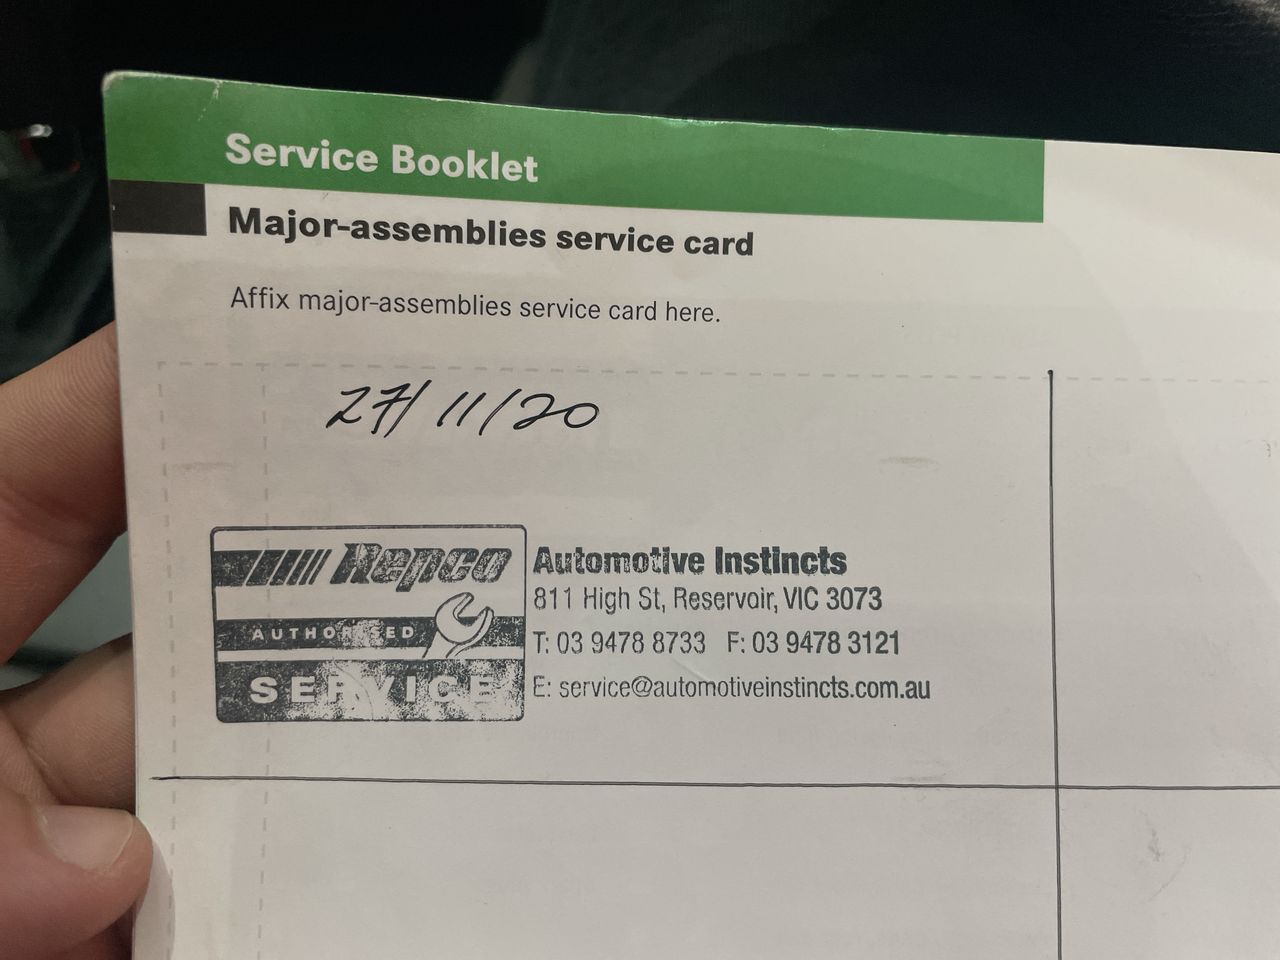 Service Booklet
Major-assemblies service card
Affix major-assemblies service card here.
27/11/20
Repco
AUTHORISED
SERVICE
Automotive Instincts
811 High St, Reservoir, VIC 3073
T: 03 9478 8733 F: 03 9478 3121
E: service@automotiveinstincts.com.au